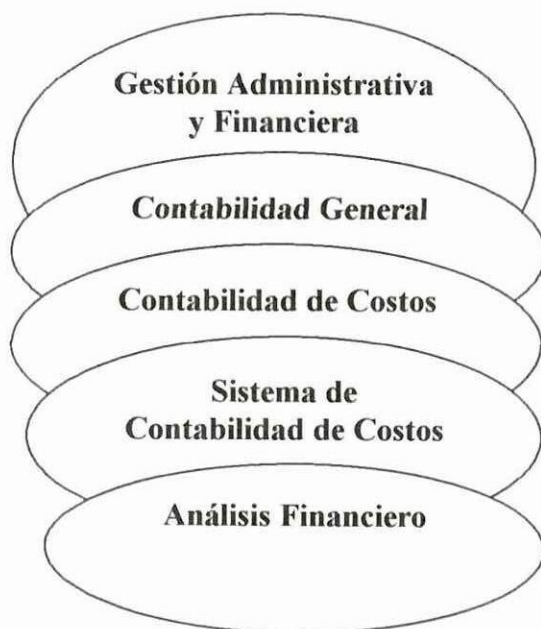 Gestión Administrativa
y Financiera
Contabilidad General
Contabilidad de Costos
Sistema de
Contabilidad de Costos
Análisis Financiero